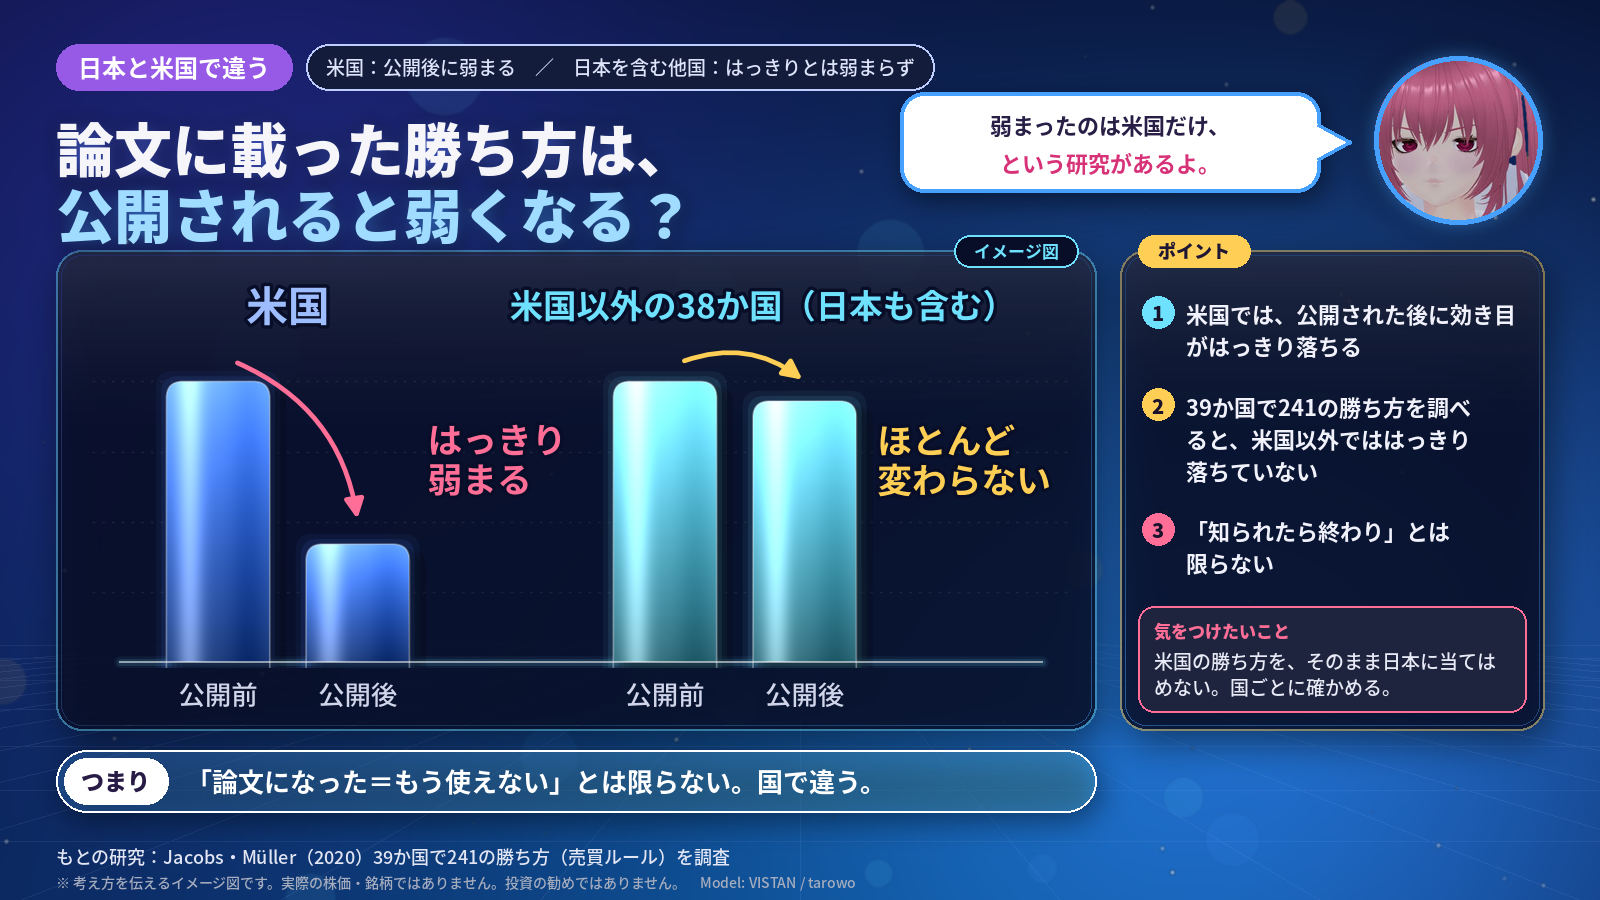 日本と米国で違う
米国：公開後に弱まる ／ 日本を含む他国：はっきりとは弱まらず
論文に載った勝ち方は、
公開されると弱くなる？
弱まったのは米国だけ、
という研究があるよ。
イメージ図
米国
米国以外の38か国（日本も含む）
はっきり
弱まる
ほとんど
変わらない
公開前
公開後
公開前
公開後
ポイント
1 米国では、公開された後に効き目
がはっきり落ちる
2 39か国で241の勝ち方を調べ
ると、米国以外でははっきり
落ちていない
3 「知られたら終わり」とは
限らない
気をつけたいこと
米国の勝ち方を、そのまま日本に当ては
めない。国ごとに確かめる。
つまり 「論文になった＝もう使えない」とは限らない。国で違う。
もとの研究：Jacobs・Müller（2020）39か国で241の勝ち方（売買ルール）を調査
※ 考え方を伝えるイメージ図です。実際の株価・銘柄ではありません。投資の勧めではありません。 Model: VISTAN / tarowo